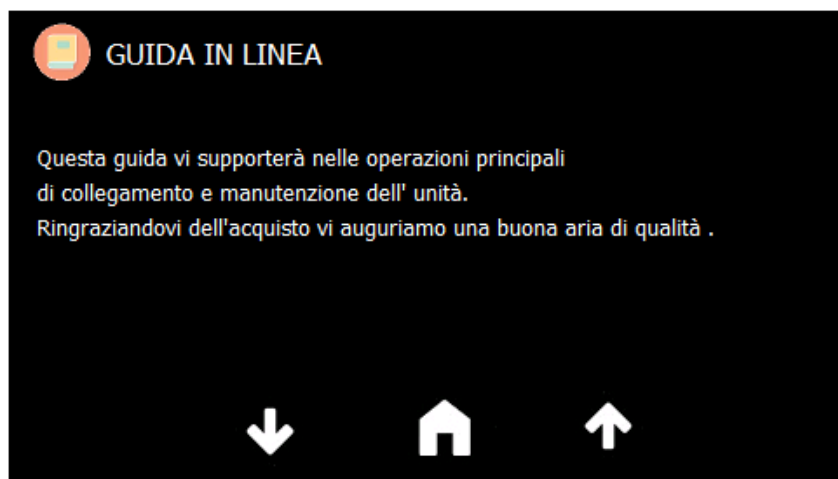 GUIDA IN LINEA
Questa guida vi supporterà nelle operazioni principali
di collegamento e manutenzione dell' unità.
Ringraziandovi dell'acquisto vi auguriamo una buona aria di qualità .